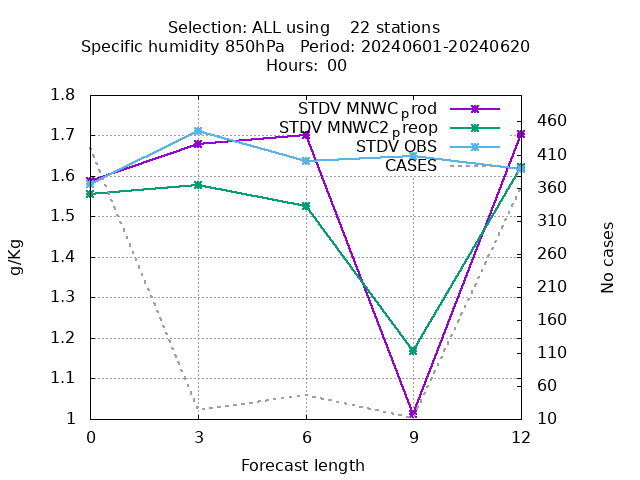 Selection: ALL using 22 stations
Specific humidity 850hPa Period: 20240601-20240620
Hours: 00
STDV MNWC_prod
STDV MNWC2_preop
STDV OBS
CASES
g/Kg
1.8
1.7
1.6
1.5
1.4
1.3
1.2
1.1
1
460
410
360
310
260
210
160
110
60
10
No cases
0 3 6 9 12
Forecast length